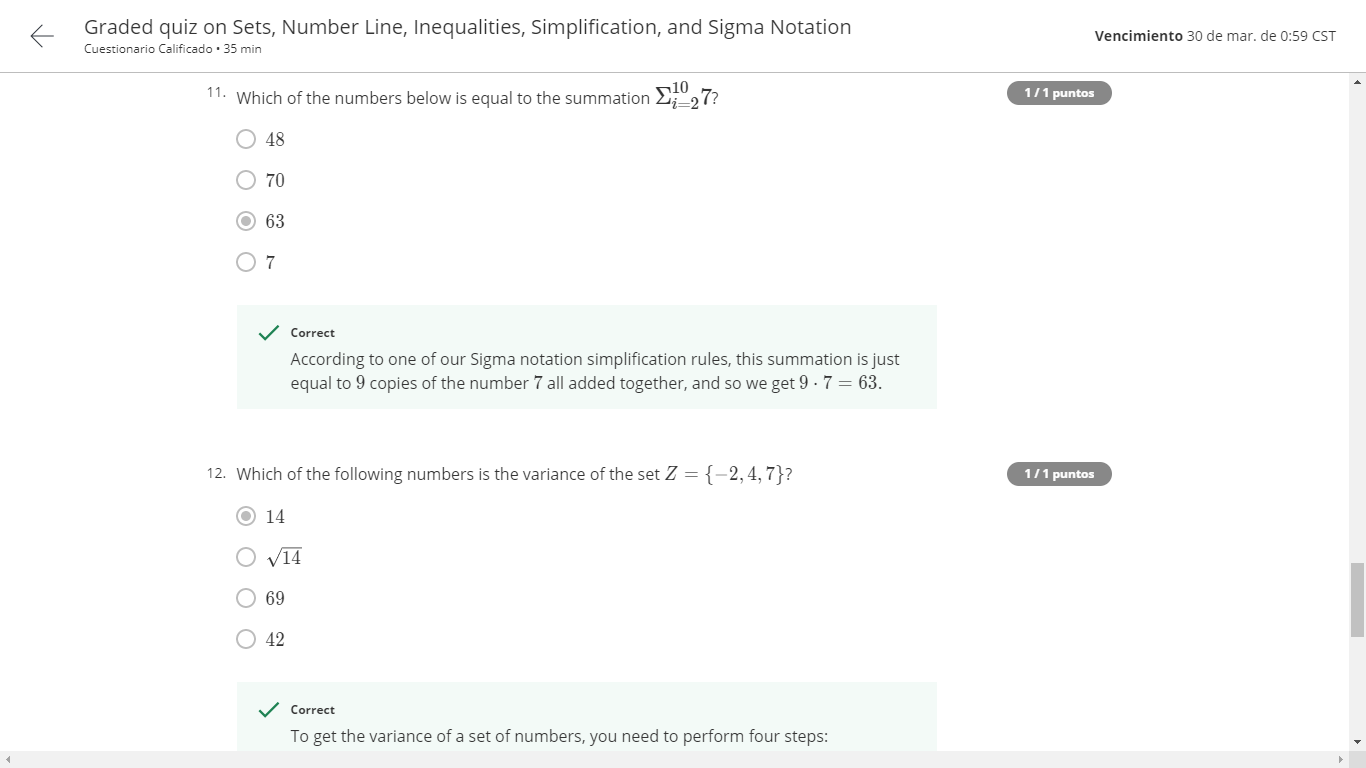 Graded quiz on Sets, Number Line, Inequalities, Simplification, and Sigma Notation
Cuestionario Calificado • 35 min
Vencimiento 30 de mar. de 0:59 CST
11. Which of the numbers below is equal to the summation Σ_{i=2}^{10} 7?
1 / 1 puntos
48
70
63
7
Correct
According to one of our Sigma notation simplification rules, this summation is just
equal to 9 copies of the number 7 all added together, and so we get 9 · 7 = 63.
12. Which of the following numbers is the variance of the set Z = {−2, 4, 7}?
1 / 1 puntos
14
√14
69
42
Correct
To get the variance of a set of numbers, you need to perform four steps: